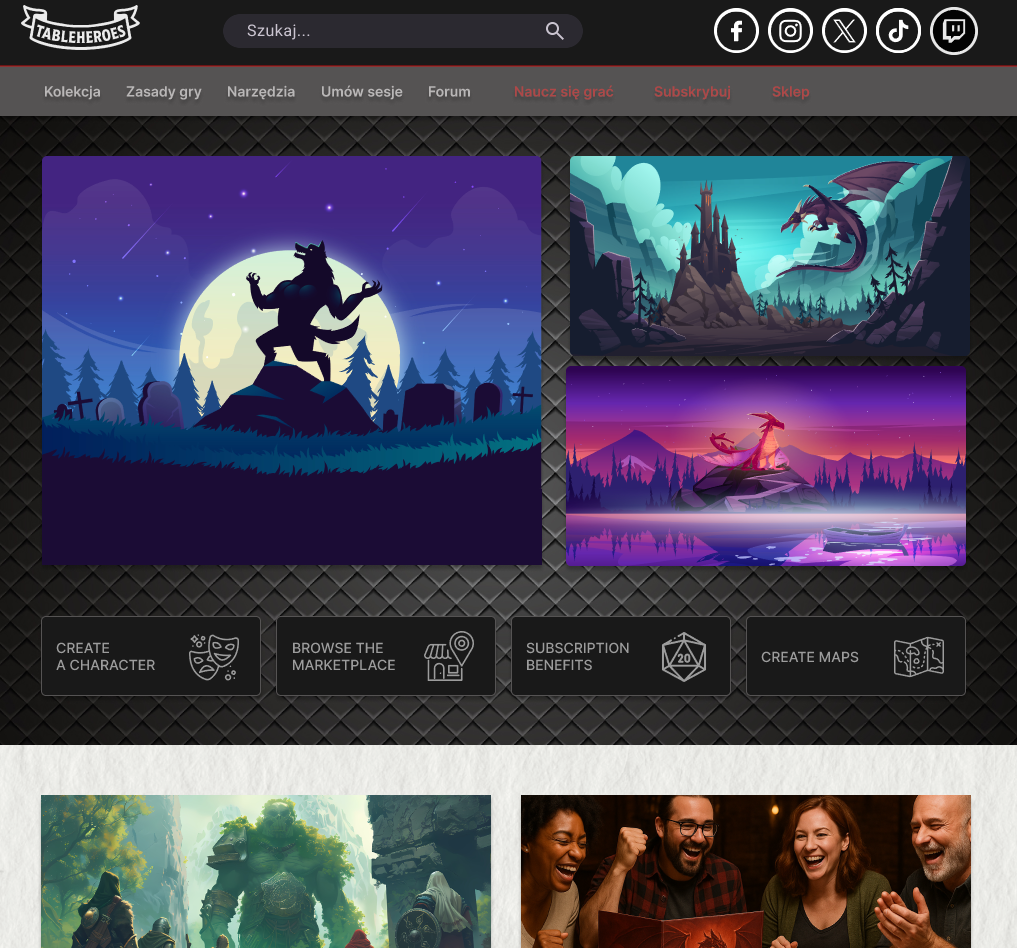 TABLEHEROES
Szukaj...
Kolekcja Zasady gry Narzędzia Umów sesje Forum Naucz się grać Subskrybuj Sklep
CREATE
A CHARACTER
BROWSE THE
MARKETPLACE
SUBSCRIPTION
BENEFITS
20
CREATE MAPS